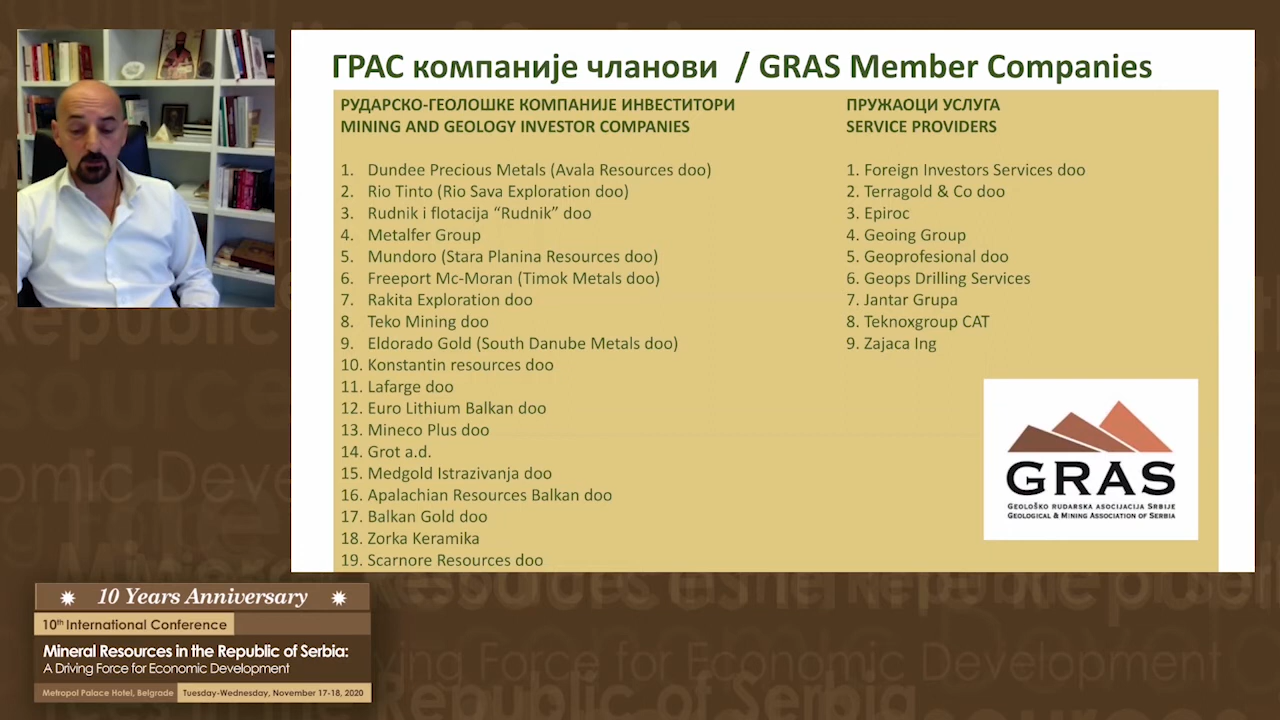 ГРАС компаније чланови / GRAS Member Companies
РУДАРСКО-ГЕОЛОШКЕ КОМПАНИЈЕ ИНВЕСТИТОРИ
MINING AND GEOLOGY INVESTOR COMPANIES
1. Dundee Precious Metals (Avala Resources doo)
2. Rio Tinto (Rio Sava Exploration doo)
3. Rudnik i flotacija “Rudnik” doo
4. Metalfer Group
5. Mundoro (Stara Planina Resources doo)
6. Freeport Mc-Moran (Timok Metals doo)
7. Rakita Exploration doo
8. Teko Mining doo
9. Eldorado Gold (South Danube Metals doo)
10. Konstantin resources doo
11. Lafarge doo
12. Euro Lithium Balkan doo
13. Mineco Plus doo
14. Grot a.d.
15. Medgold Istrazivanja doo
16. Apalachian Resources Balkan doo
17. Balkan Gold doo
18. Zorka Keramika
19. Scarnore Resources doo
ПРУЖАОЦИ УСЛУГА
SERVICE PROVIDERS
1. Foreign Investors Services doo
2. Terragold & Co doo
3. Epiroc
4. Geoing Group
5. Geoprofesional doo
6. Geops Drilling Services
7. Jantar Grupa
8. Teknoxgroup CAT
9. Zajaca Ing
GRAS
GEOLOŠKO RUDARSKA ASOCIJACIJA SRBIJE
GEOLOGICAL & MINING ASSOCIATION OF SERBIA
10 Years Anniversary
10th International Conference
Mineral Resources in the Republic of Serbia:
A Driving Force for Economic Development
Metropol Palace Hotel, Belgrade
Tuesday-Wednesday, November 17-18, 2020